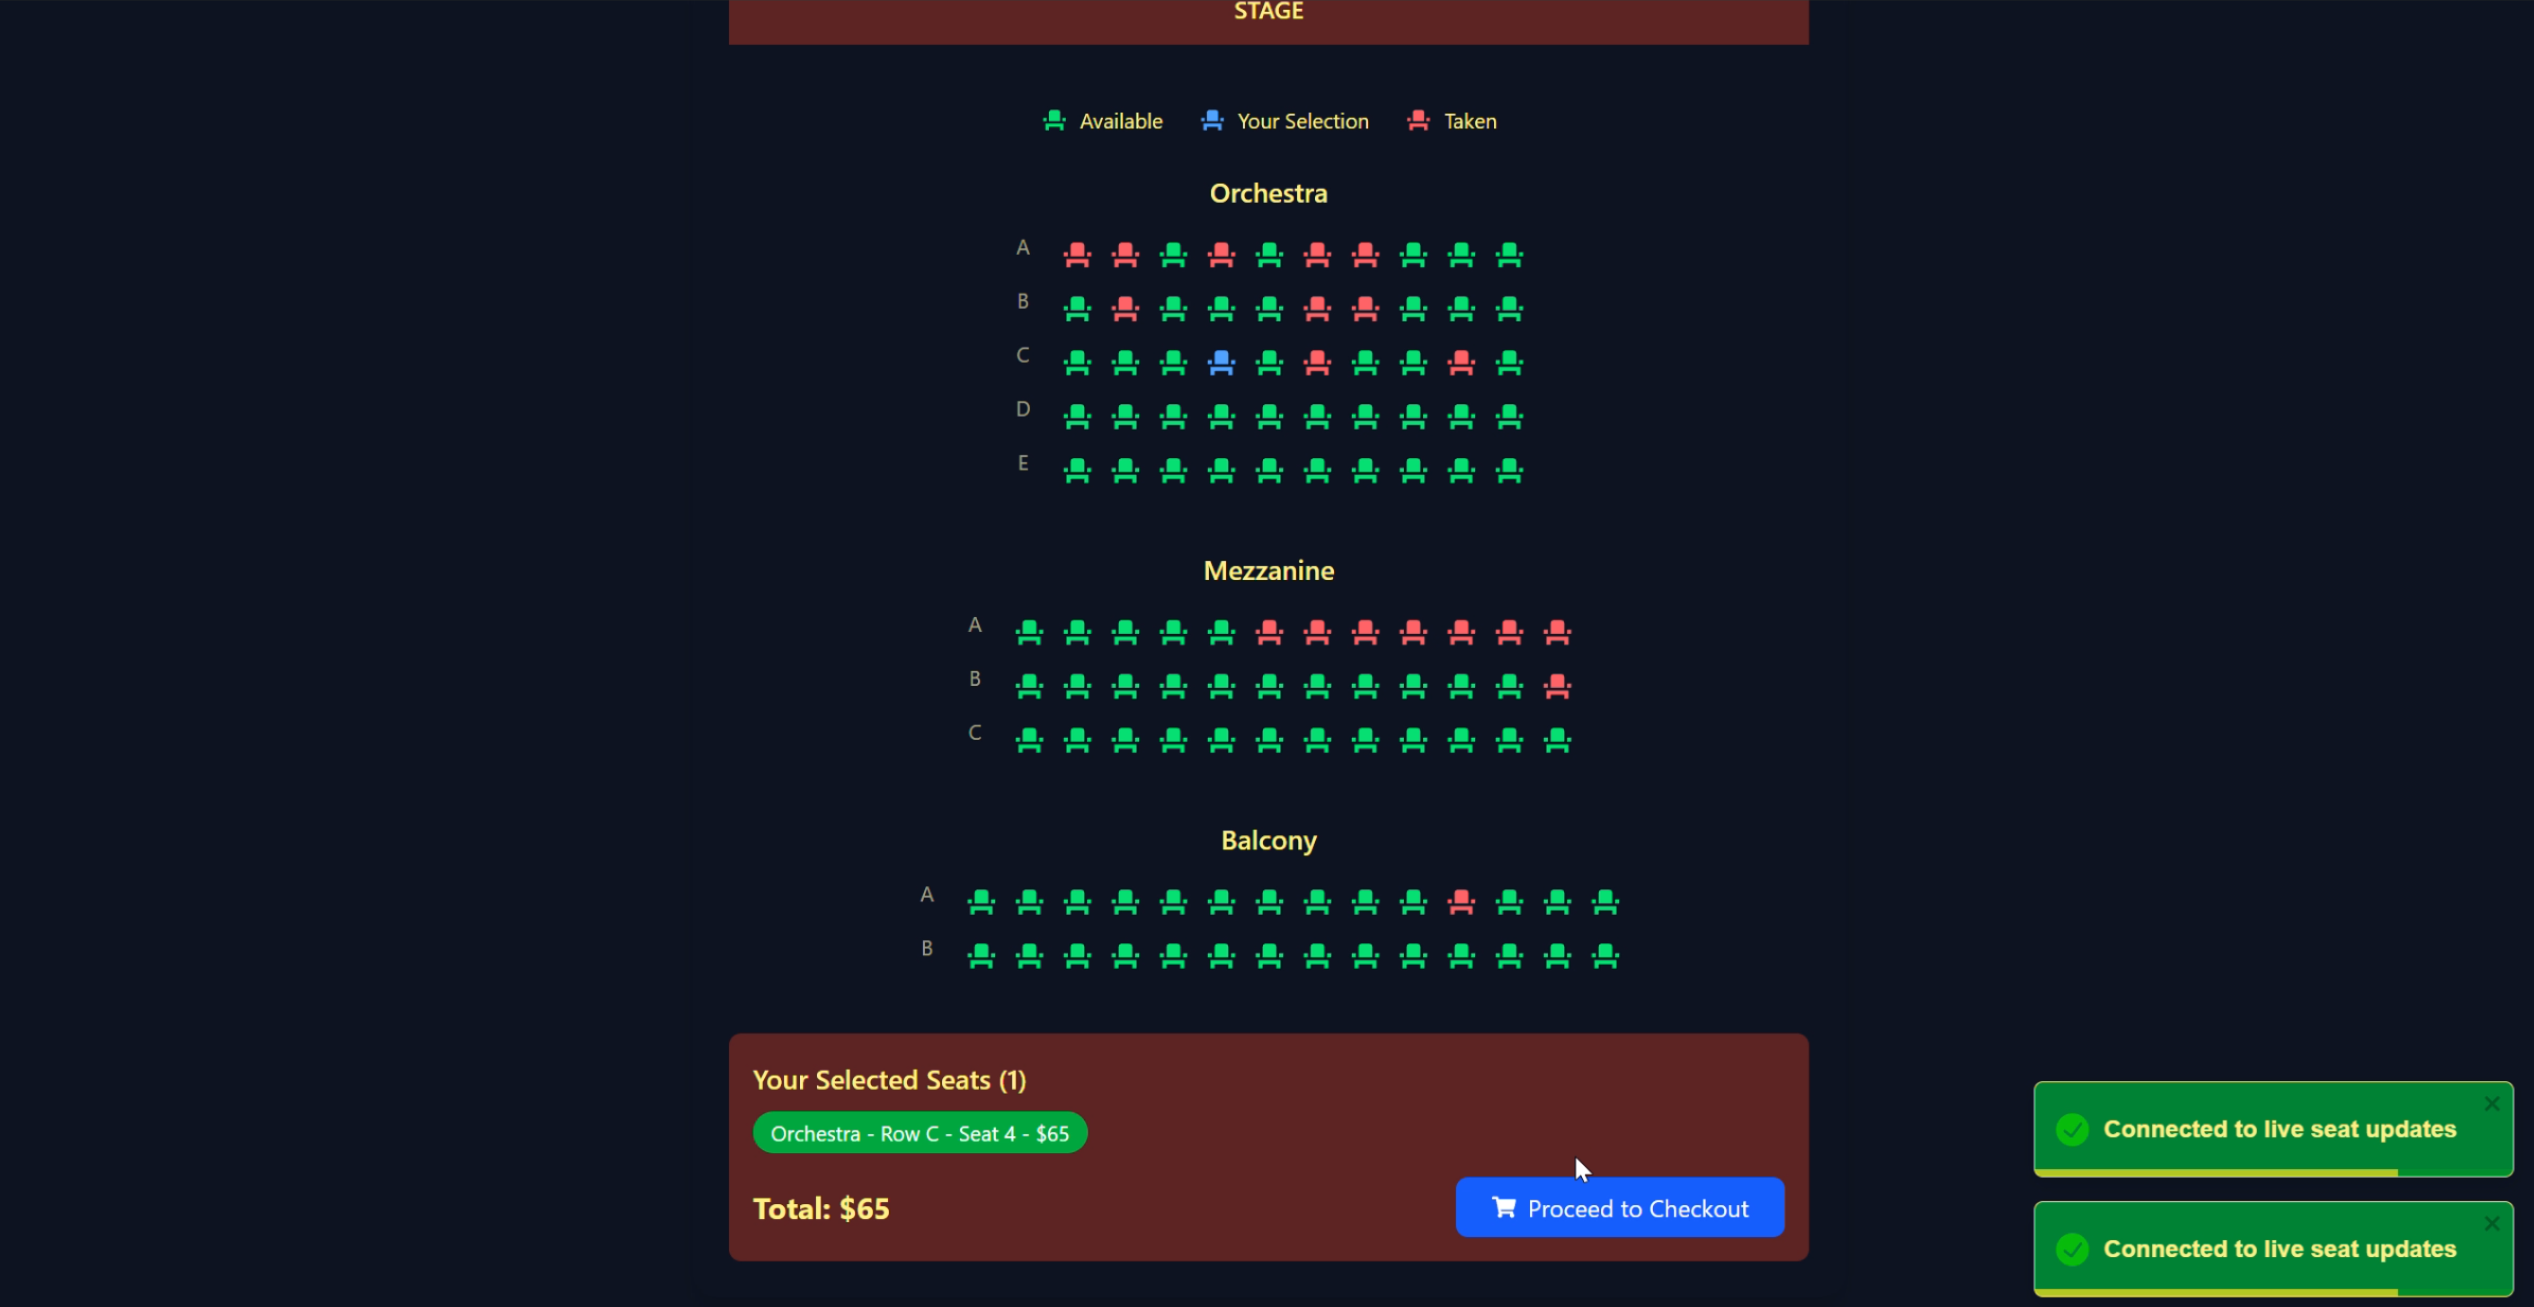 STAGE
Available Your Selection Taken
Orchestra
A
B
C
D
E
Mezzanine
A
B
C
Balcony
A
B
Your Selected Seats (1)
Orchestra - Row C - Seat 4 - $65
Total: $65
Proceed to Checkout
Connected to live seat updates
Connected to live seat updates